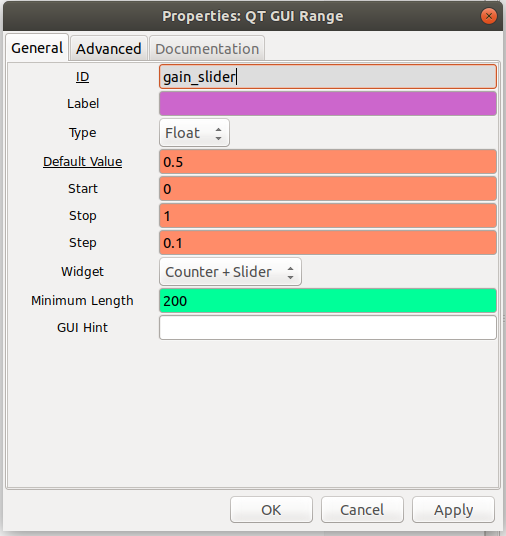 Properties: QT GUI Range
General Advanced Documentation
ID gain_slider
Label
Type Float
Default Value 0.5
Start 0
Stop 1
Step 0.1
Widget Counter + Slider
Minimum Length 200
GUI Hint
OK Cancel Apply